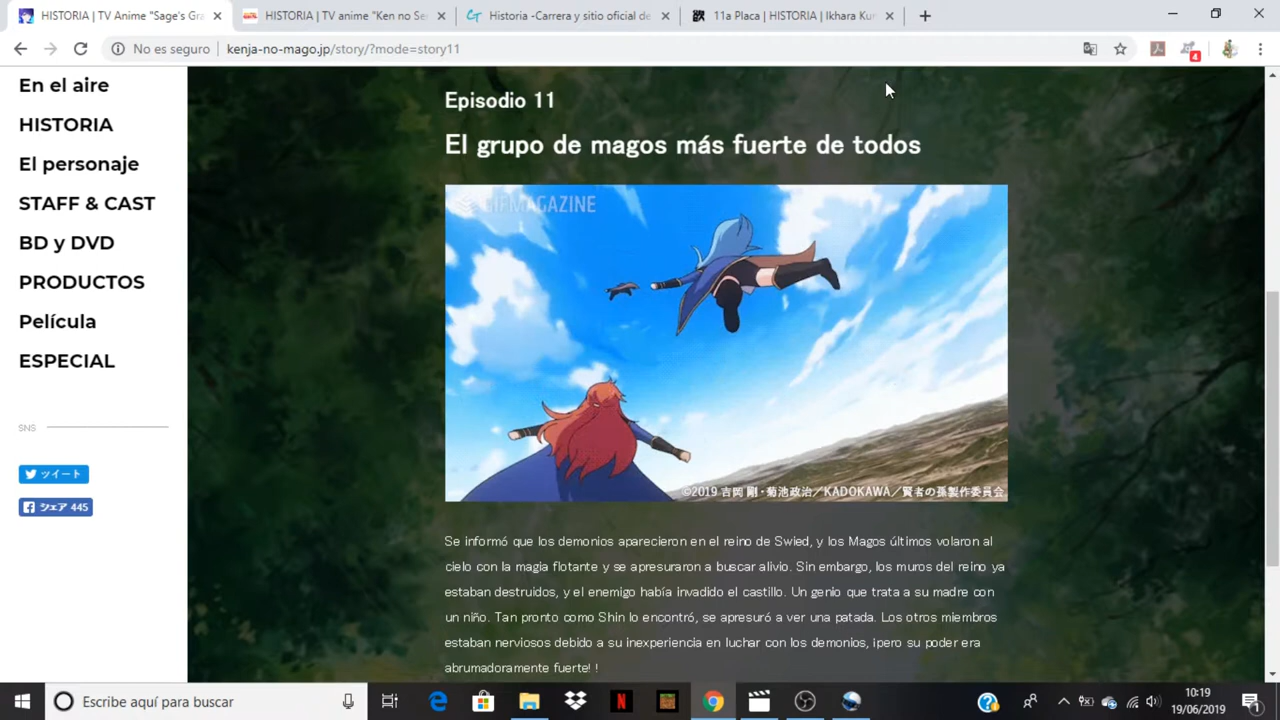 HISTORIA | TV Anime "Sage's Gra
HISTORIA | TV anime "Ken no Se
Historia -Carrera y sitio oficial de
11a Placa | HISTORIA | Ikhara Kur
No es seguro
kenja-no-mago.jp/story/?mode=story11
4
En el aire
HISTORIA
El personaje
STAFF & CAST
BD y DVD
PRODUCTOS
Película
ESPECIAL
SNS
ツイート
シェア 445
Episodio 11
El grupo de magos más fuerte de todos
GIFMAGAZINE
©2019 吉岡 剛・菊池政治／KADOKAWA／賢者の孫製作委員会
Se informó que los demonios aparecieron en el reino de Swied, y los Magos últimos volaron al
cielo con la magia flotante y se apresuraron a buscar alivio. Sin embargo, los muros del reino ya
estaban destruidos, y el enemigo había invadido el castillo. Un genio que trata a su madre con
un niño. Tan pronto como Shin lo encontró, se apresuró a ver una patada. Los otros miembros
estaban nerviosos debido a su inexperiencia en luchar con los demonios, ¡pero su poder era
abrumadoramente fuerte! !
Escribe aquí para buscar
10:19
19/06/2019
1